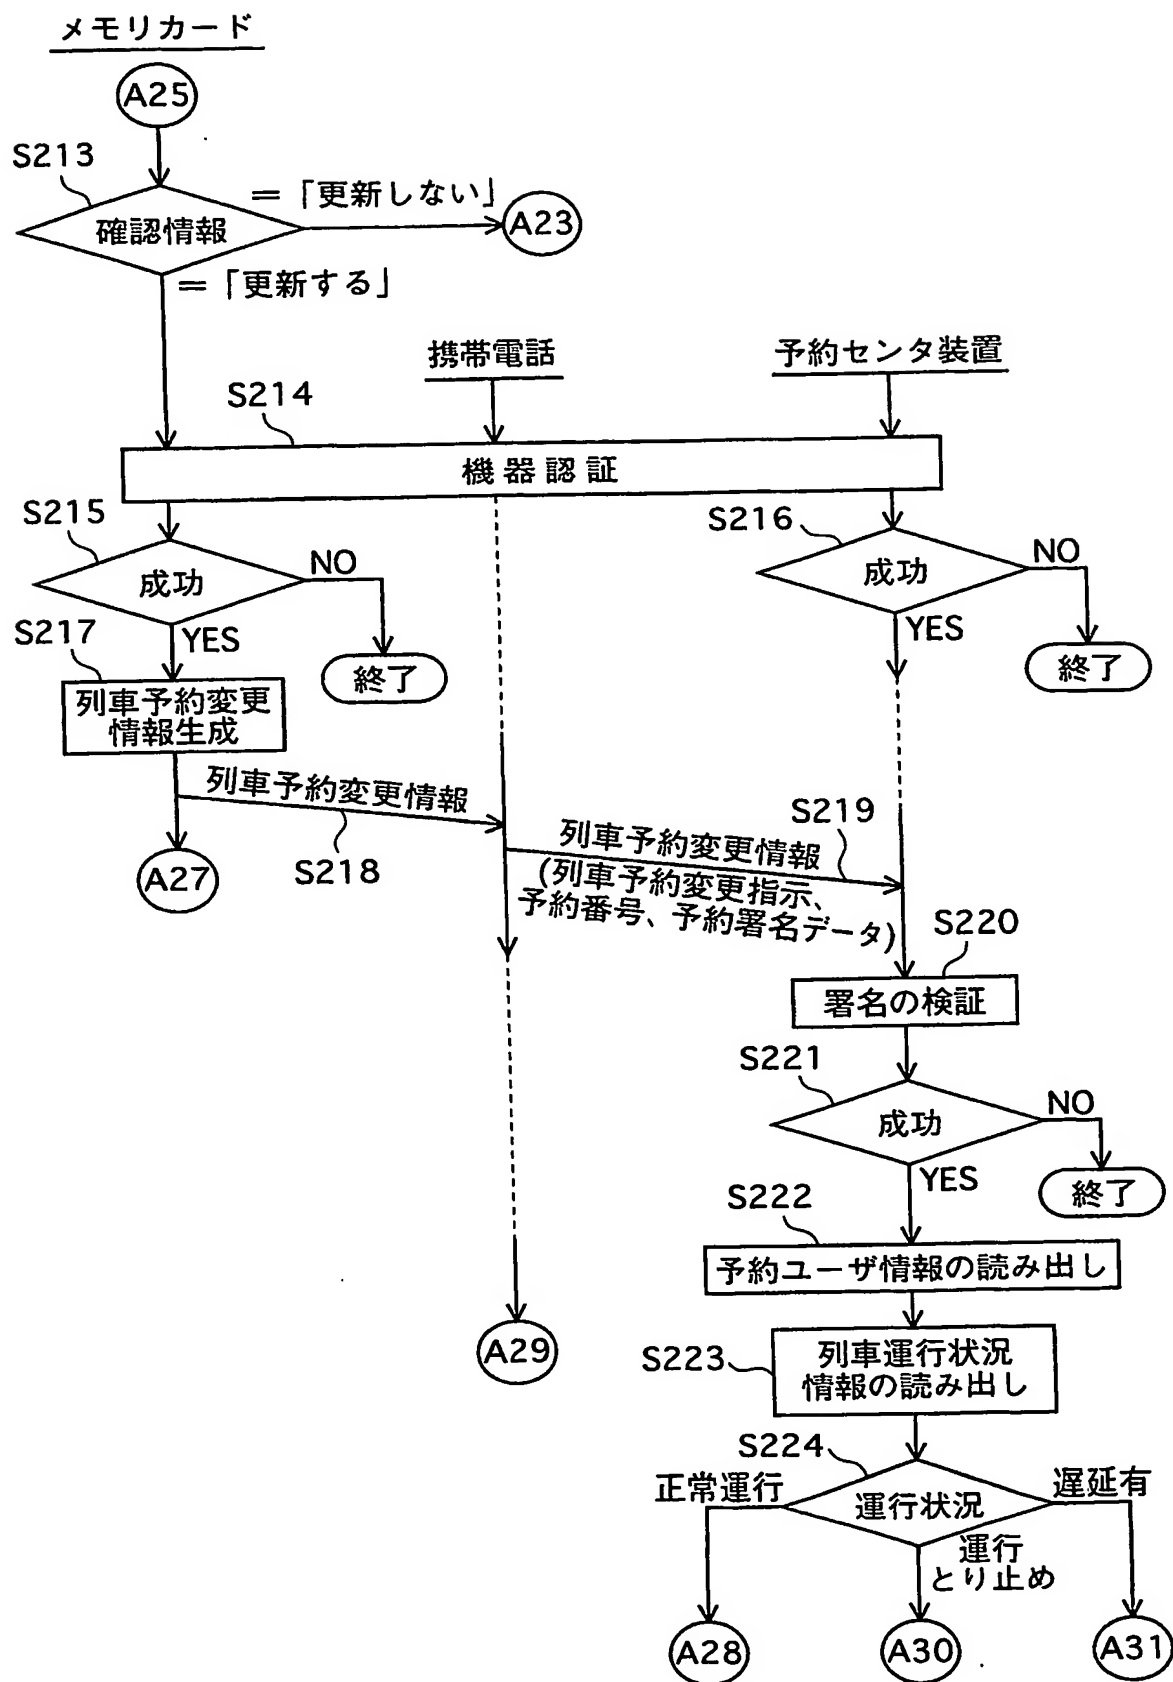 メモリカード
A25
S213
=「更新しない」
確認情報
A23
=「更新する」
携帯電話
予約センタ装置
S214
機器認証
S215
S216
成功
NO
成功
NO
S217
YES
YES
終了
終了
列車予約変更
情報生成
列車予約変更情報
S219
S218
列車予約変更情報
(列車予約変更指示、
予約番号、予約署名データ)
A27
S220
署名の検証
S221
成功
NO
YES
終了
S222
予約ユーザ情報の読み出し
A29
S223
列車運行状況
情報の読み出し
S224
正常運行
運行状況
遅延有
運行
とり止め
A28
A30
A31